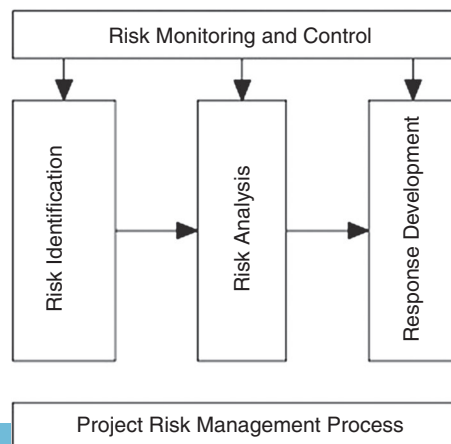 Risk Monitoring and Control
Risk Identification
Risk Analysis
Response Development
Project Risk Management Process